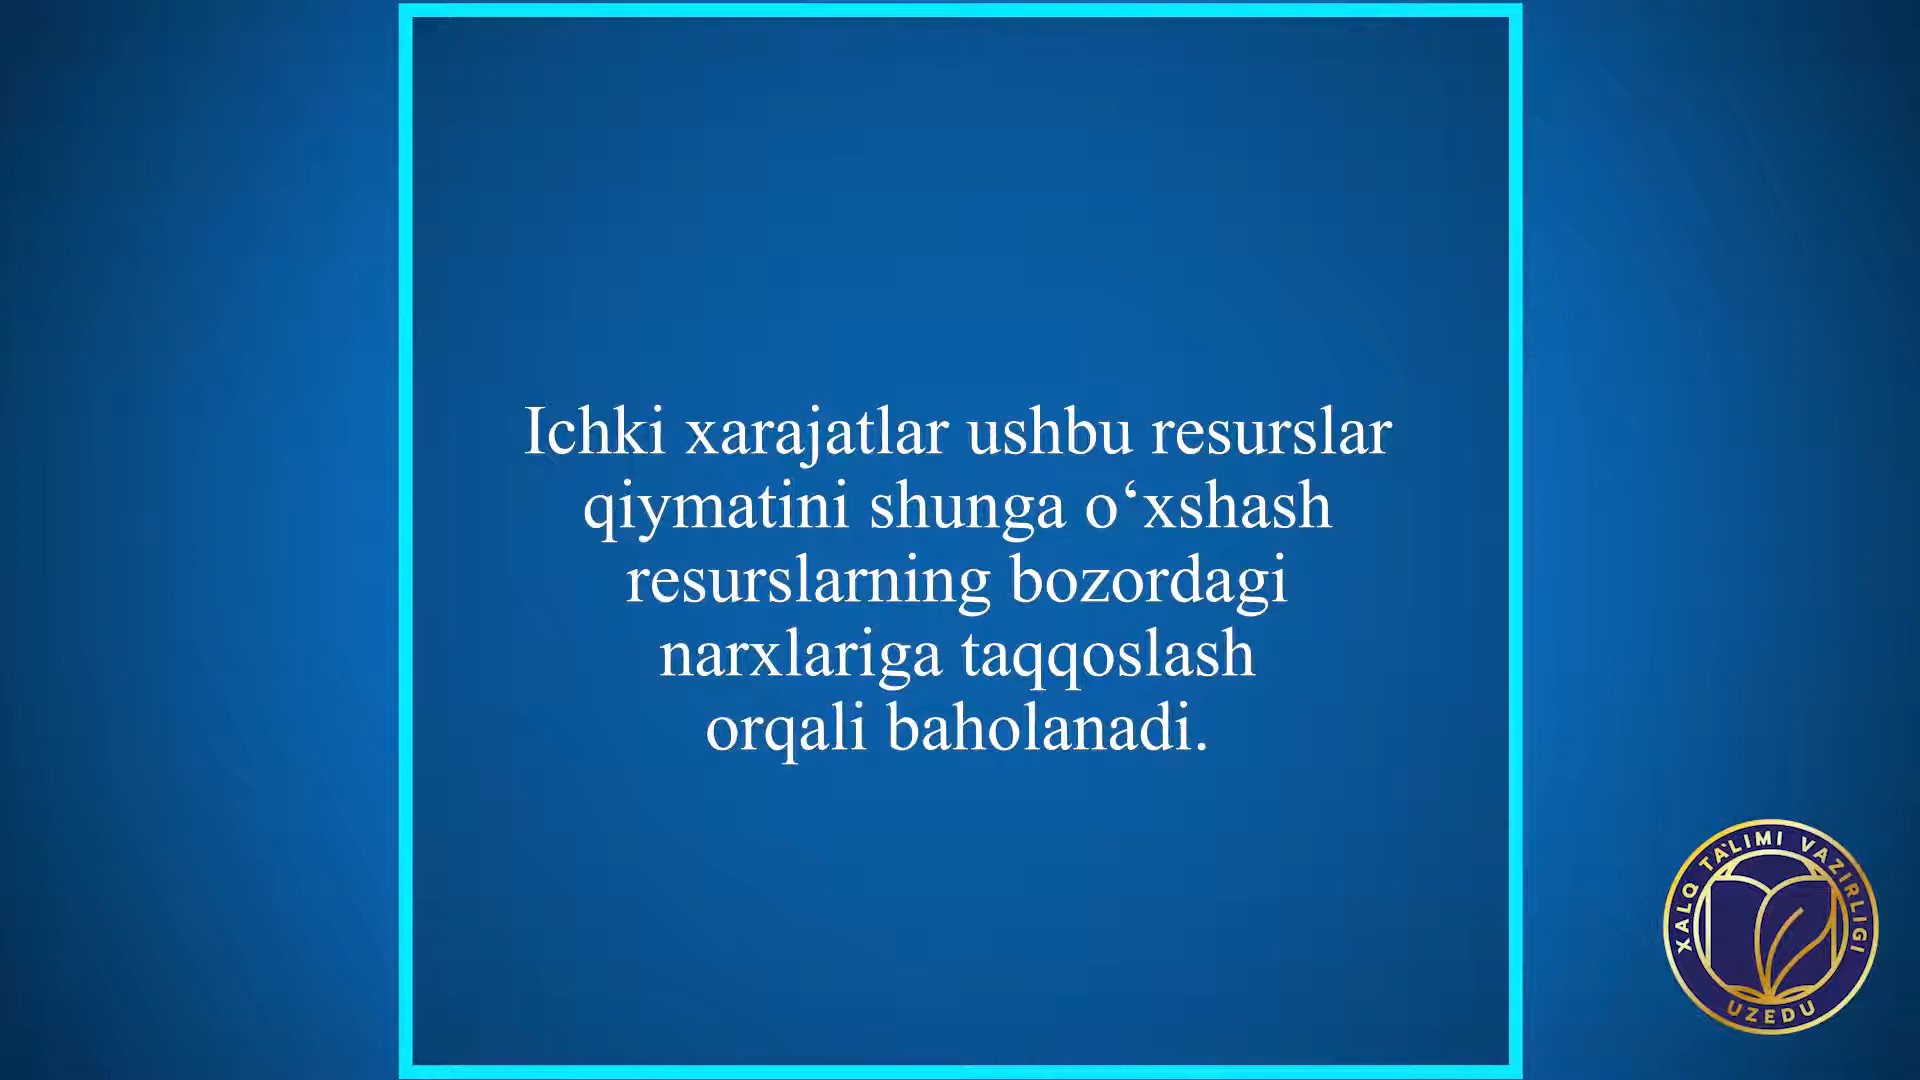 Ichki xarajatlar ushbu resurslar
qiymatini shunga o‘xshash
resurslarning bozordagi
narxlariga taqqoslash
orqali baholanadi.
XALQ TA'LIMI VAZIRLIGI
UZEDU